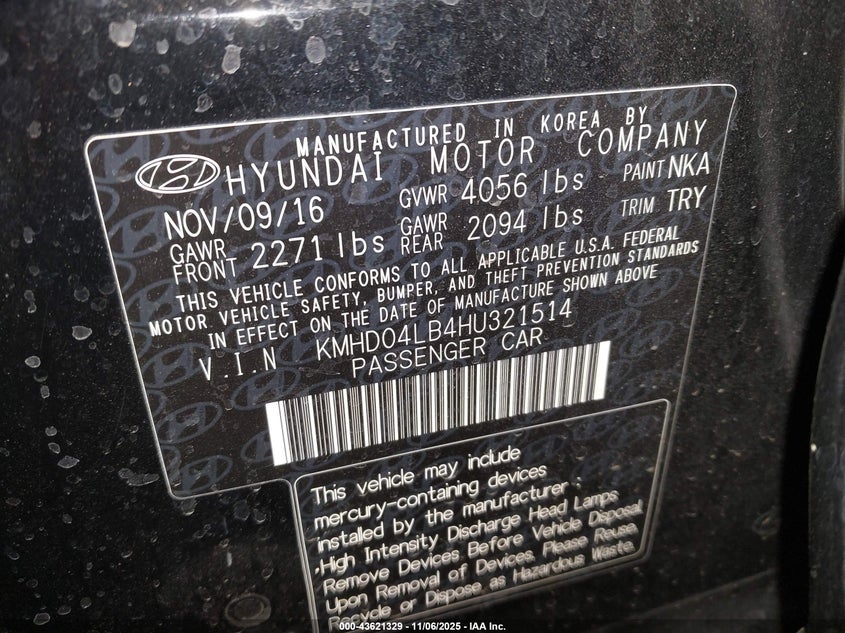 MANUFACTURED IN KOREA BY
HYUNDAI MOTOR COMPANY
NOV/09/16 GVWR 4056 lbs PAINT NKA
GAWR FRONT 2271 lbs GAWR REAR 2094 lbs TRIM TRY
THIS VEHICLE CONFORMS TO ALL APPLICABLE U.S.A. FEDERAL
MOTOR VEHICLE SAFETY, BUMPER, AND THEFT PREVENTION STANDARDS
IN EFFECT ON THE DATE OF MANUFACTURE SHOWN ABOVE
V.I.N KMHD04LB4HU321514
PASSENGER CAR
This vehicle may include
mercury-containing devices
installed by the manufacturer :
·High Intensity Discharge Head Lamps
Remove Devices Before Vehicle Disposal
Upon Removal of Devices, Please Reuse,
Recycle or Dispose as Hazardous Waste.
000-43621329 - 11/06/2025 - IAA Inc.